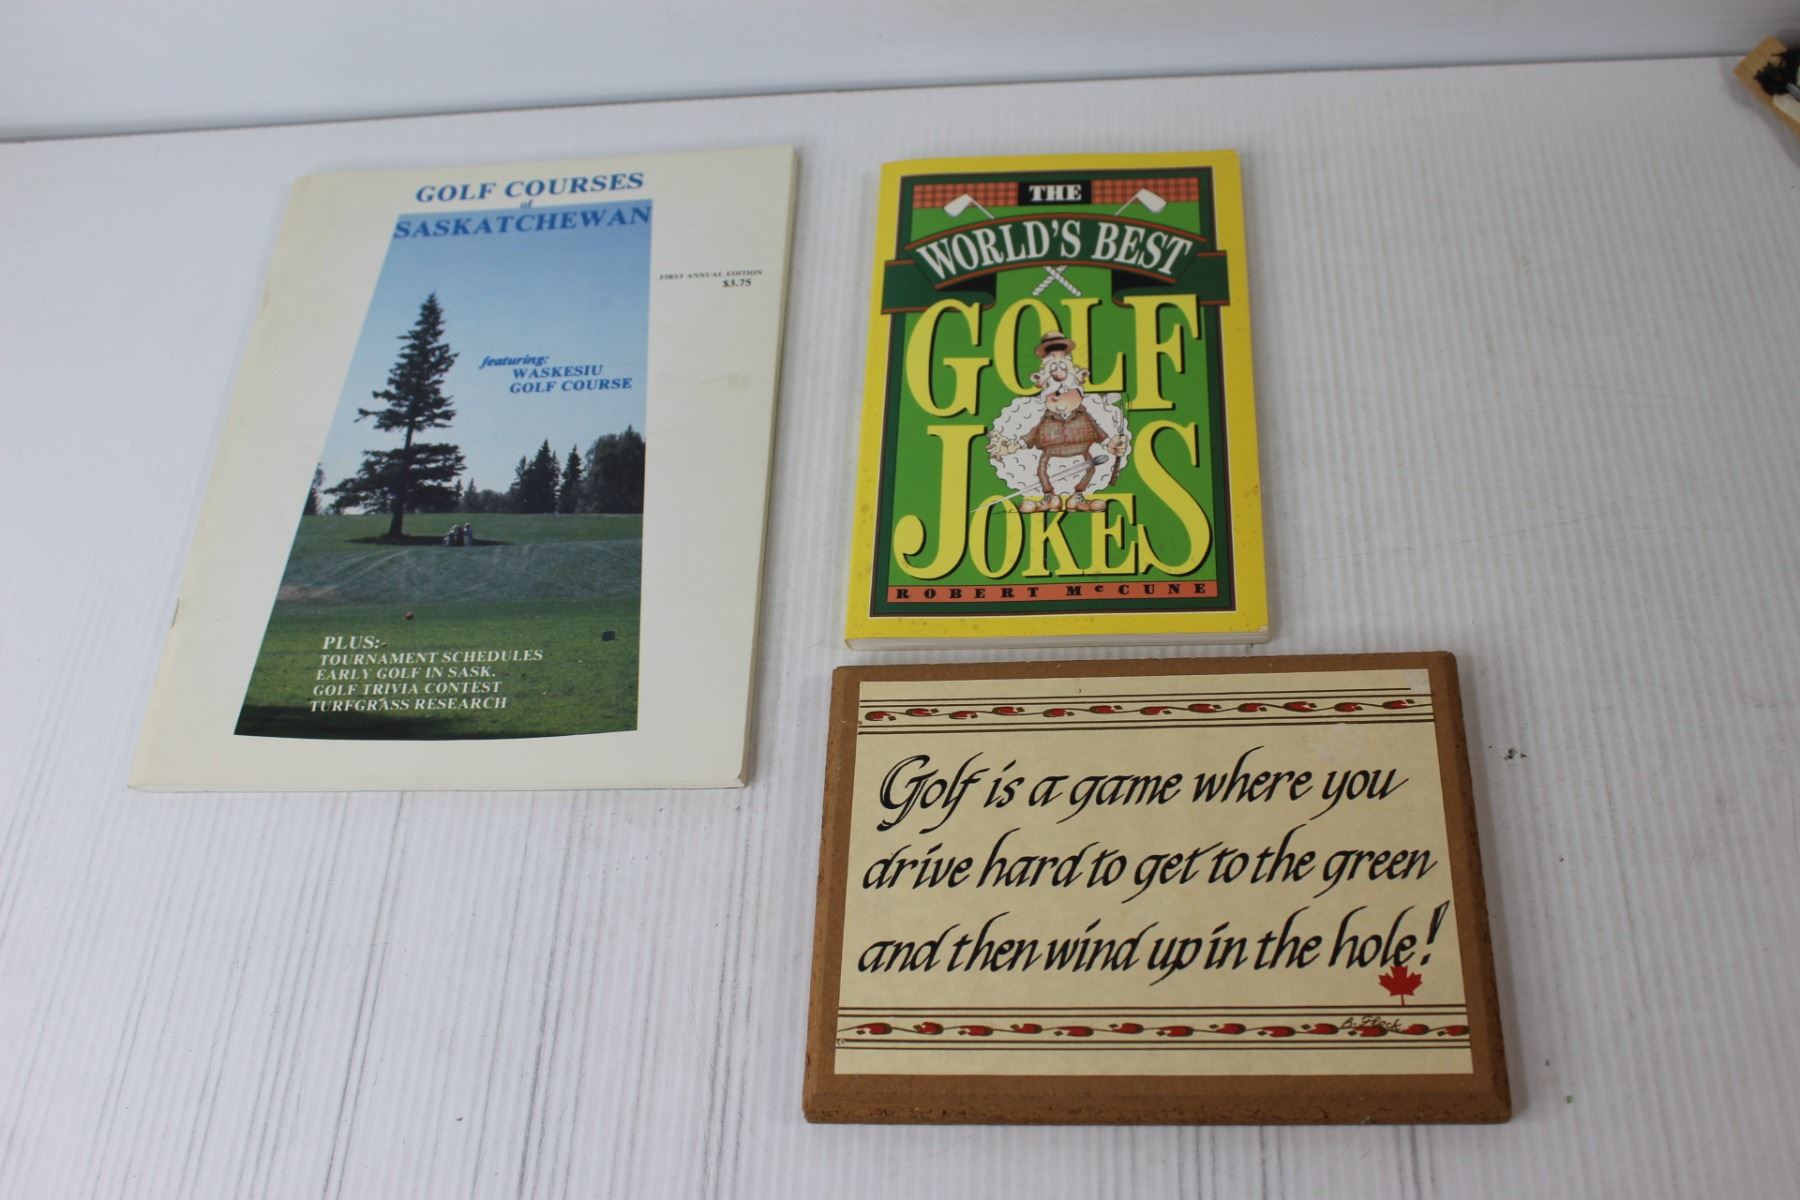 GOLF COURSES
of
SASKATCHEWAN
FIRST ANNUAL EDITION
$3.75
featuring:
WASKESIU
GOLF COURSE
PLUS:-
TOURNAMENT SCHEDULES
EARLY GOLF IN SASK.
GOLF TRIVIA CONTEST
TURFGRASS RESEARCH
THE
WORLD'S BEST
GOLF
JOKES
ROBERT McCUNE
Golf is a game where you
drive hard to get to the green
and then wind up in the hole!
A. Flock